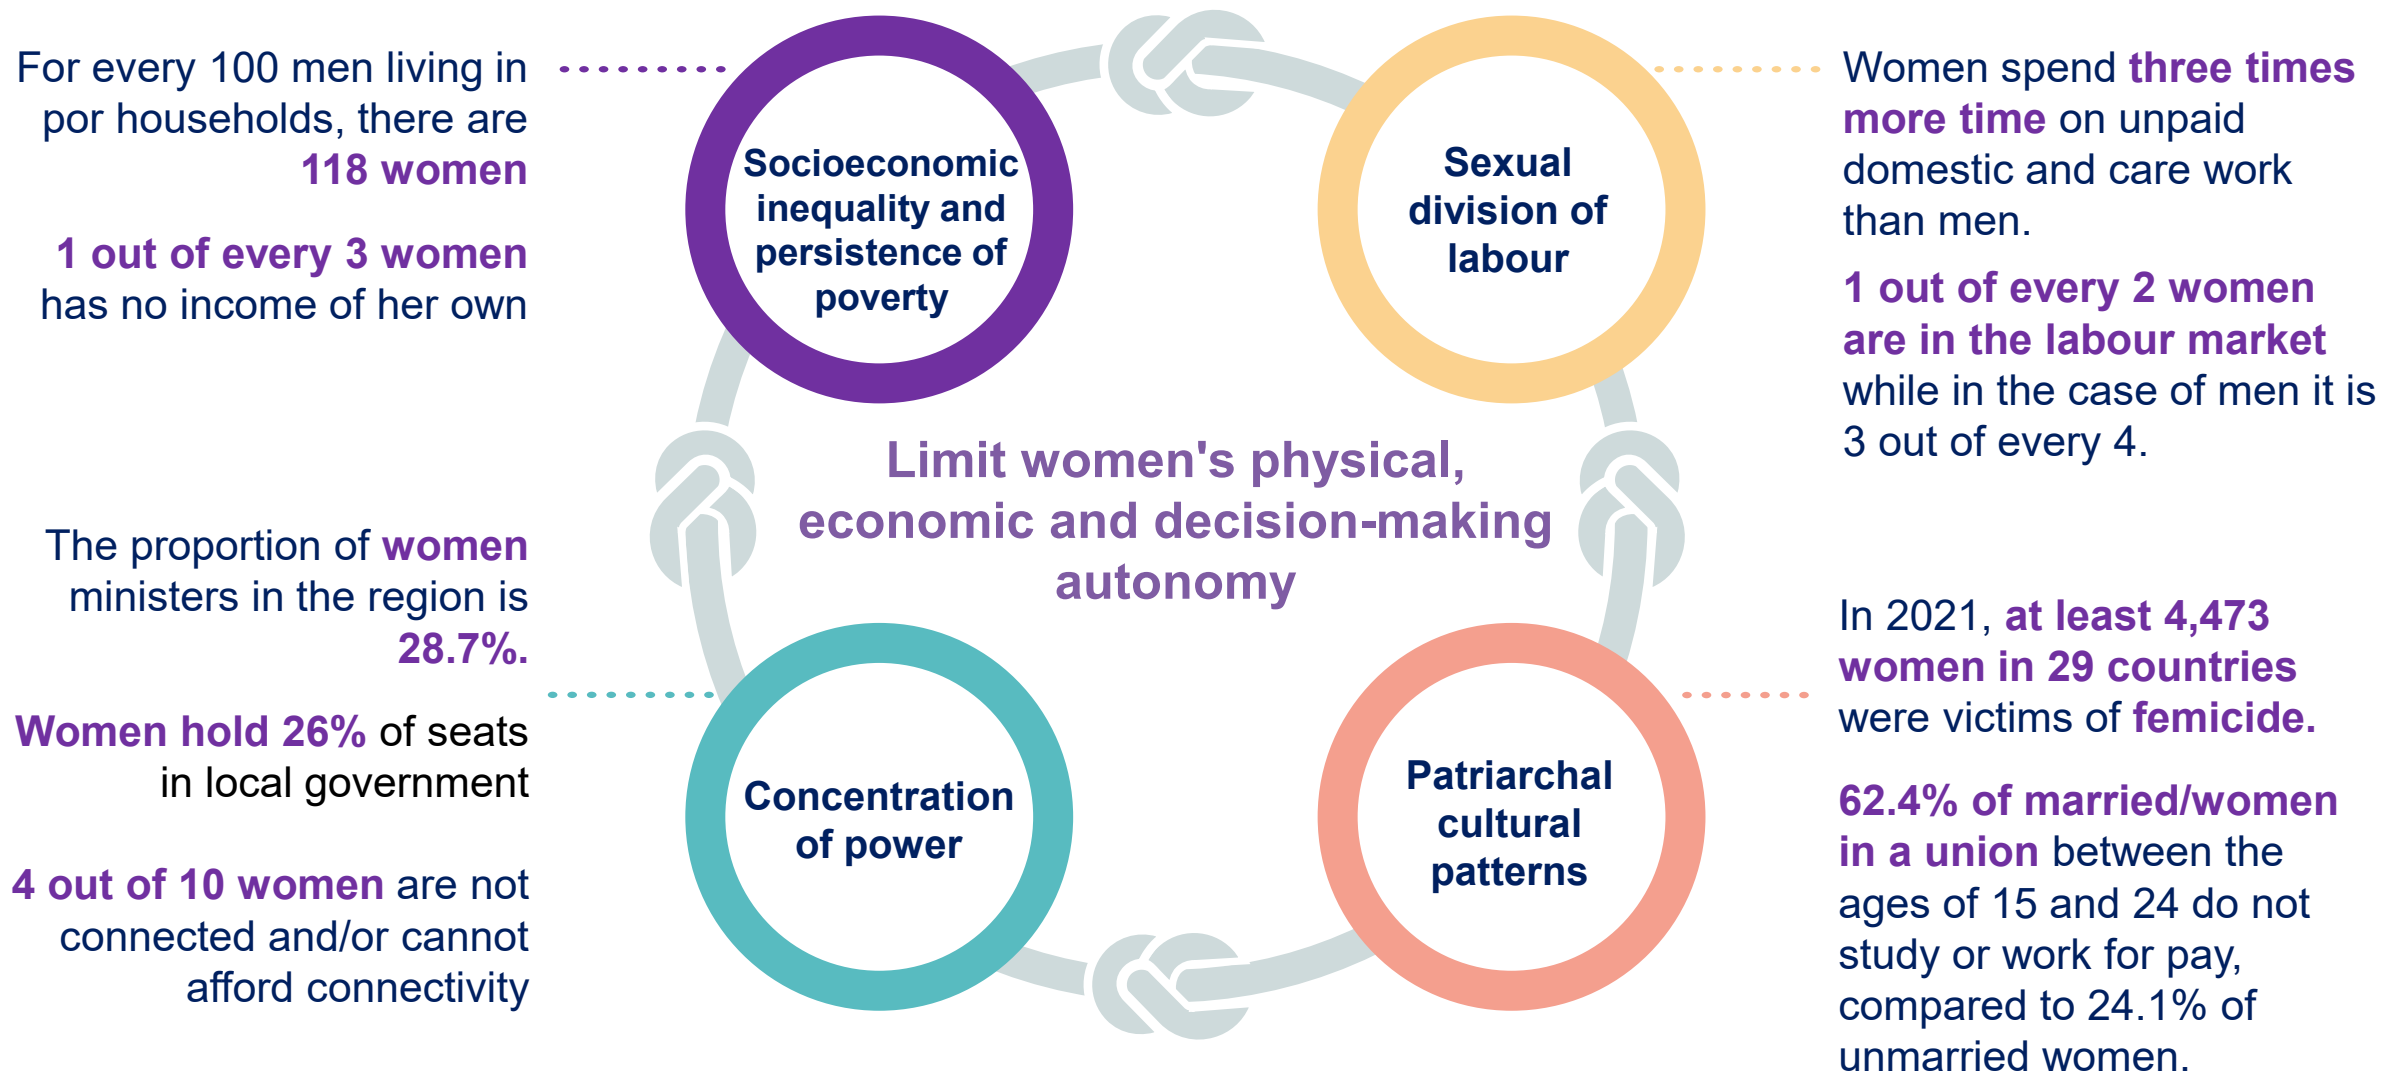 For every 100 men living in
por households, there are
118 women
1 out of every 3 women
has no income of her own
Socioeconomic
inequality and
persistence of
poverty
Sexual
division of
labour
Women spend three times
more time on unpaid
domestic and care work
than men.
1 out of every 2 women
are in the labour market
while in the case of men it is
3 out of every 4.
Limit women's physical,
economic and decision-making
autonomy
The proportion of women
ministers in the region is
28.7%.
Women hold 26% of seats
in local government
4 out of 10 women are not
connected and/or cannot
afford connectivity
Concentration
of power
Patriarchal
cultural
patterns
In 2021, at least 4,473
women in 29 countries
were victims of femicide.
62.4% of married/women
in a union between the
ages of 15 and 24 do not
study or work for pay,
compared to 24.1% of
unmarried women.